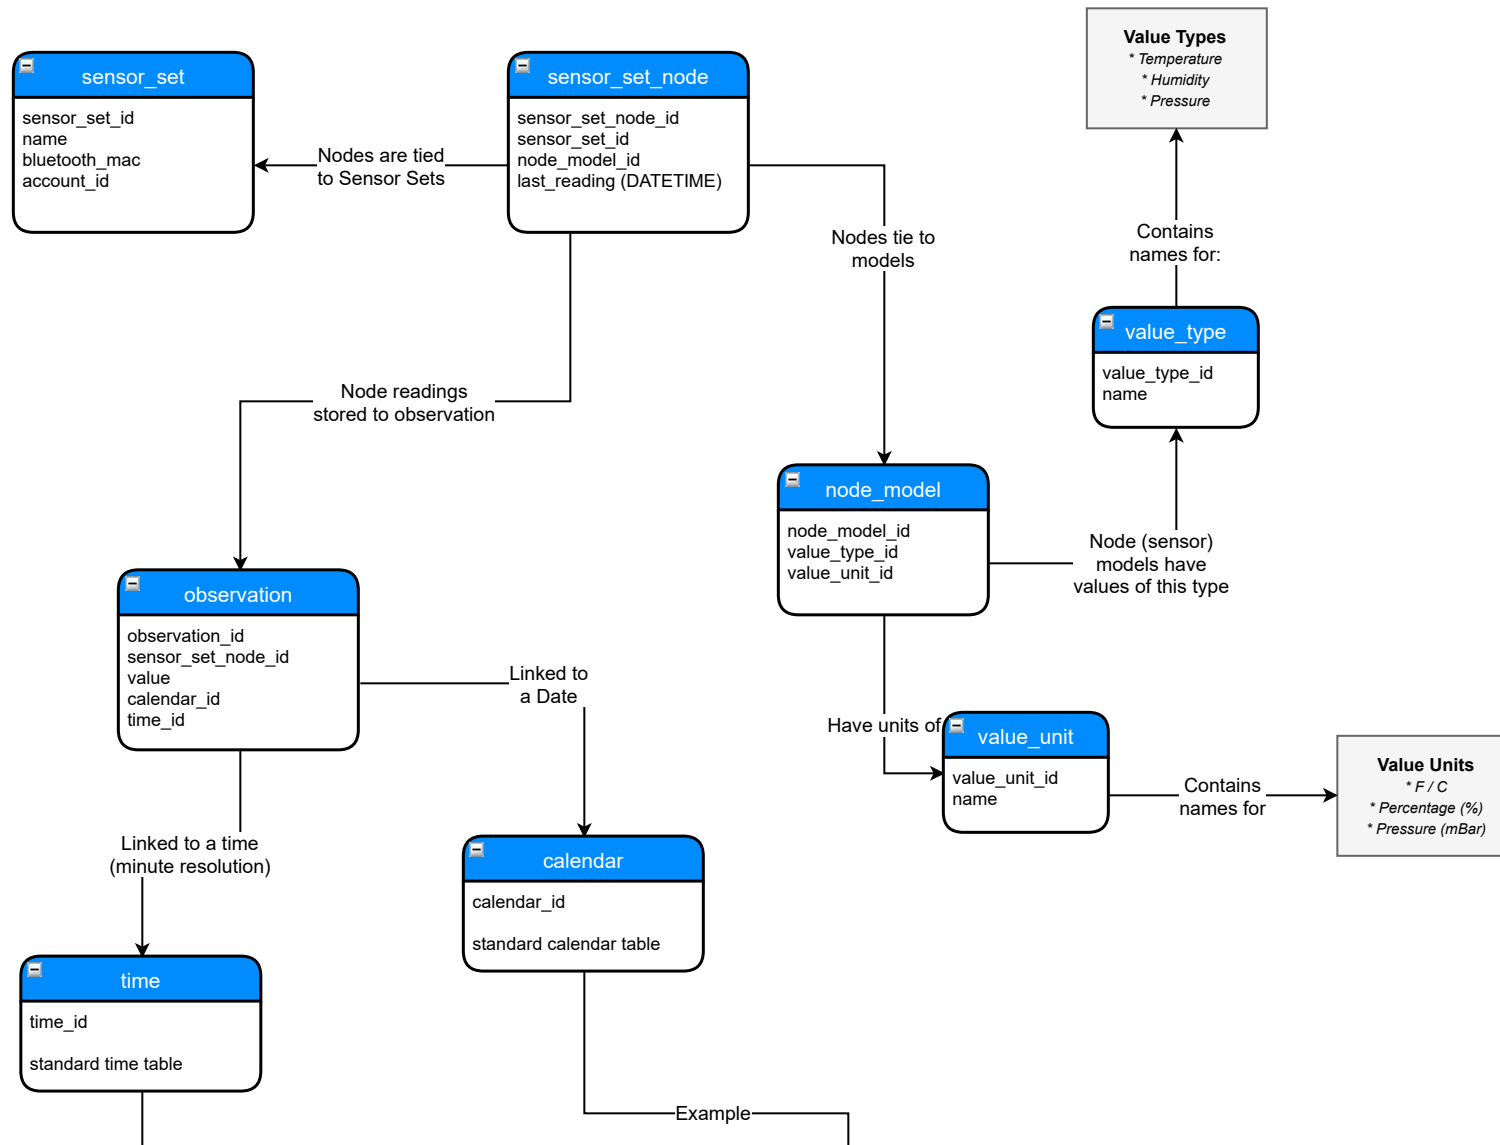 Value Types
* Temperature
* Humidity
* Pressure
sensor_set
sensor_set_id
name
bluetooth_mac
account_id
Nodes are tied
to Sensor Sets
sensor_set_node
sensor_set_node_id
sensor_set_id
node_model_id
last_reading (DATETIME)
Nodes tie to
models
Contains
names for:
value_type
value_type_id
name
Node readings
stored to observation
node_model
node_model_id
value_type_id
value_unit_id
Node (sensor)
models have
values of this type
observation
observation_id
sensor_set_node_id
value
calendar_id
time_id
Linked to
a Date
Have units of
value_unit
value_unit_id
name
Contains
names for
Value Units
* F / C
* Percentage (%)
* Pressure (mBar)
Linked to a time
(minute resolution)
calendar
calendar_id
standard calendar table
time
time_id
standard time table
Example